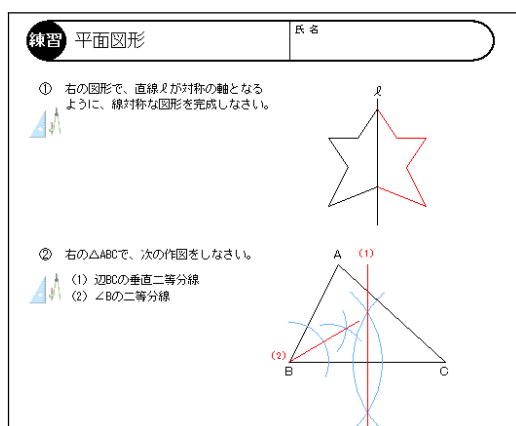 練習 平面図形 氏名
① 右の図形で、直線ℓが対称の軸となる
ように、線対称な図形を完成しなさい。
ℓ
② 右の△ABCで、次の作図をしなさい。
(1) 辺BCの垂直二等分線
(2) ∠Bの二等分線
A (1)
(2)
B C